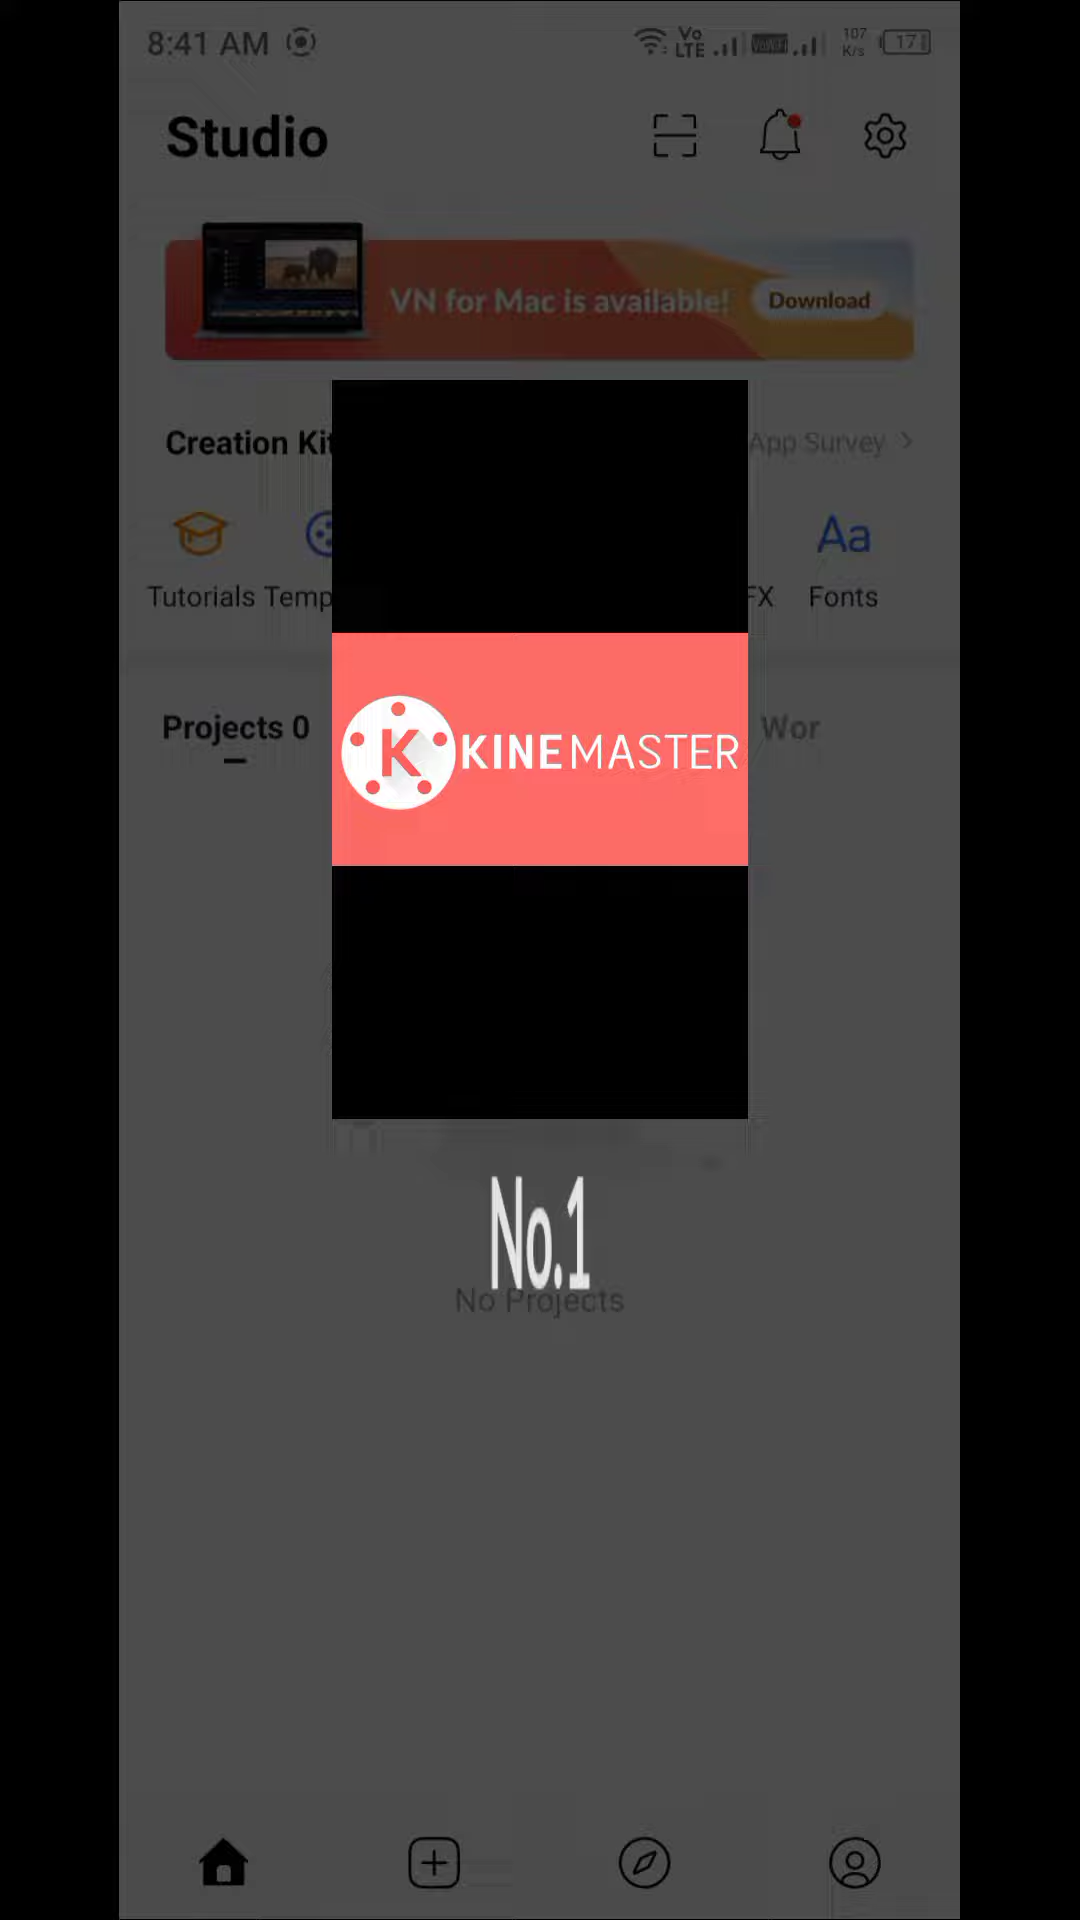 8:41 AM Vo LTE VoWiFi 107 K/s 17
Studio
VN for Mac is available! Download
Creation Kit App Survey
Aa
Tutorials Temp FX Fonts
Projects 0 Wor
K KINEMASTER
No.1
No Projects